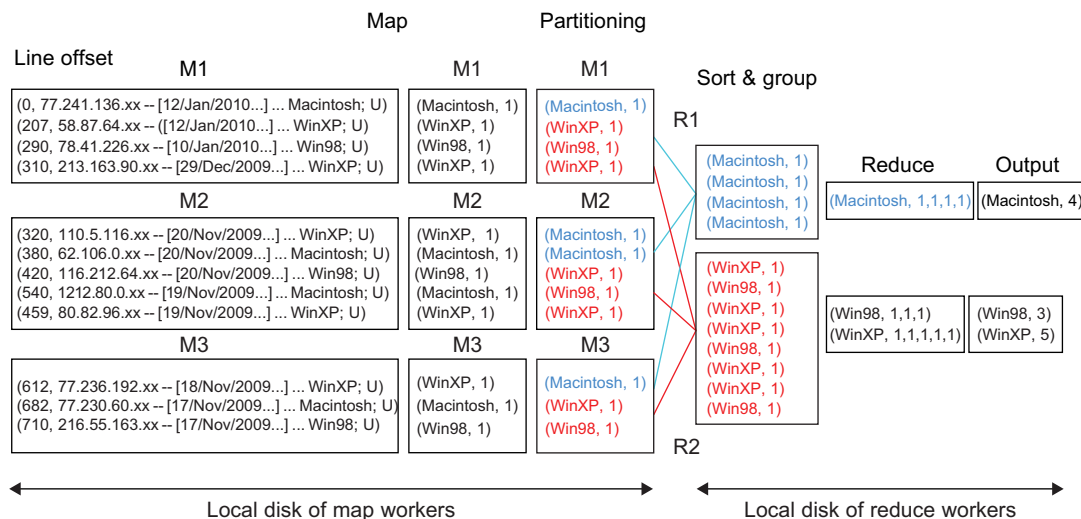 Map
Partitioning
Line offset
M1
M1
M1
Sort & group
(0, 77.241.136.xx -- [12/Jan/2010...] ... Macintosh; U)
(207, 58.87.64.xx -- ([12/Jan/2010...] ... WinXP; U)
(290, 78.41.226.xx -- [10/Jan/2010...] ... Win98; U)
(310, 213.163.90.xx -- [29/Dec/2009...] ... WinXP; U)
(Macintosh, 1)
(WinXP, 1)
(Win98, 1)
(WinXP, 1)
(Macintosh, 1)
(WinXP, 1)
(Win98, 1)
(WinXP, 1)
R1
M2
M2
M2
(320, 110.5.116.xx -- [20/Nov/2009...] ... WinXP; U)
(380, 62.106.0.xx -- [20/Nov/2009...] ... Macintosh; U)
(420, 116.212.64.xx -- [20/Nov/2009...] ... Win98; U)
(540, 1212.80.0.xx -- [19/Nov/2009...] ... Macintosh; U)
(459, 80.82.96.xx -- [19/Nov/2009...] ... WinXP; U)
(WinXP, 1)
(Macintosh, 1)
(Win98, 1)
(Macintosh, 1)
(WinXP, 1)
(Macintosh, 1)
(Macintosh, 1)
(WinXP, 1)
(Win98, 1)
(WinXP, 1)
M3
M3
M3
(612, 77.236.192.xx -- [18/Nov/2009...] ... WinXP; U)
(682, 77.230.60.xx -- [17/Nov/2009...] ... Macintosh; U)
(710, 216.55.163.xx -- [17/Nov/2009...] ... Win98; U)
(WinXP, 1)
(Macintosh, 1)
(Win98, 1)
(Macintosh, 1)
(WinXP, 1)
(Win98, 1)
(Macintosh, 1)
(Macintosh, 1)
(Macintosh, 1)
(Macintosh, 1)
Reduce
Output
(Macintosh, 1,1,1,1)
(Macintosh, 4)
(WinXP, 1)
(Win98, 1)
(WinXP, 1)
(WinXP, 1)
(Win98, 1)
(WinXP, 1)
(WinXP, 1)
(Win98, 1)
(Win98, 1,1,1)
(WinXP, 1,1,1,1,1)
(Win98, 3)
(WinXP, 5)
R2
Local disk of map workers
Local disk of reduce workers